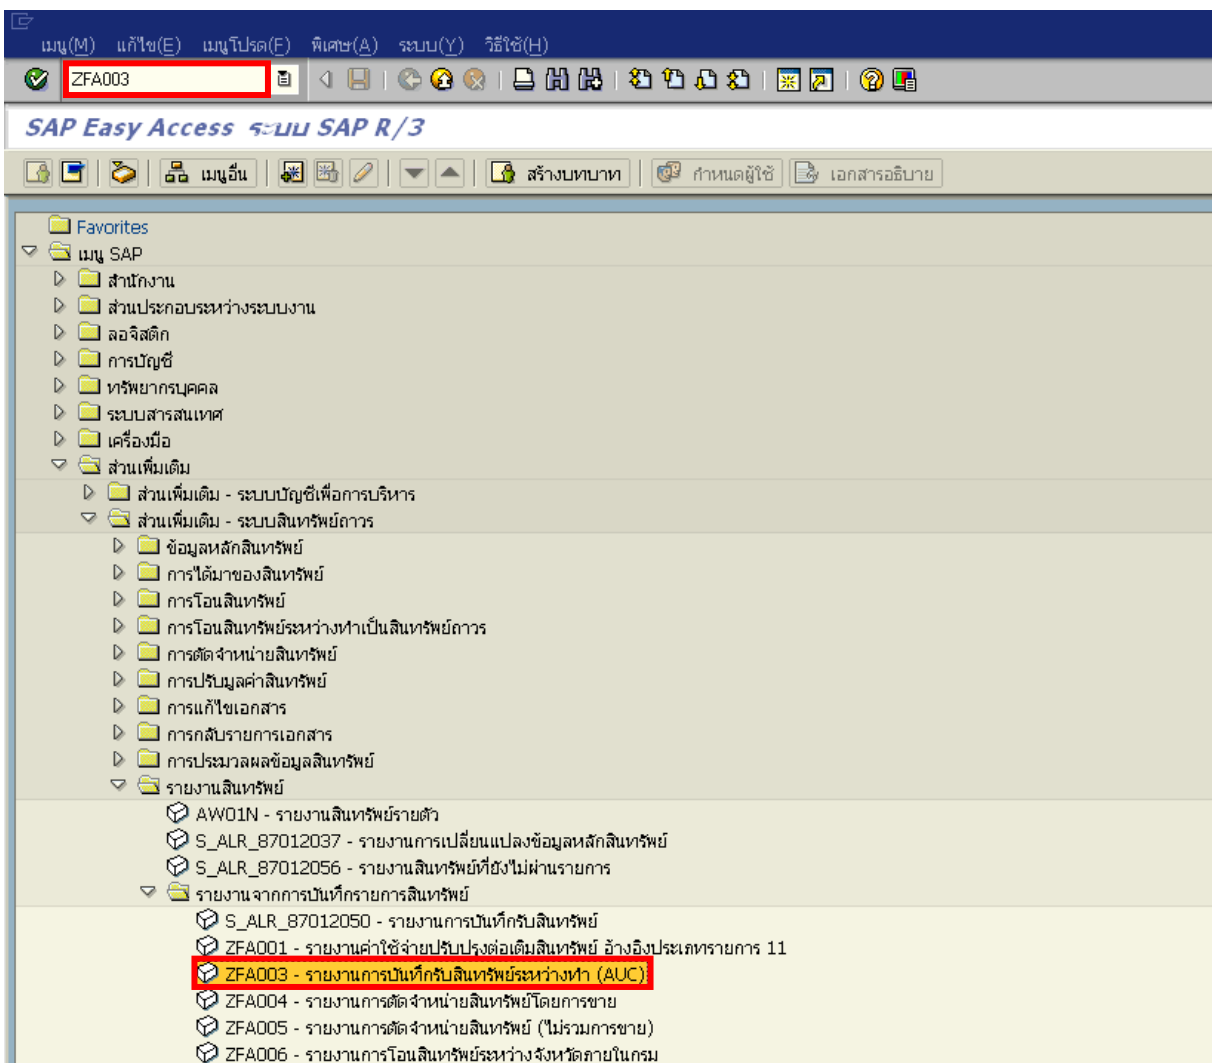 เมนู(M) แก้ไข(E) เมนูโปรด(F) พิเศษ(A) ระบบ(Y) วิธีใช้(H)
ZFA003
SAP Easy Access ระบบ SAP R/3
เมนูอื่น สร้างบทบาท กำหนดผู้ใช้ เอกสารอธิบาย
Favorites
เมนู SAP
สำนักงาน
ส่วนประกอบระหว่างระบบงาน
ลอจิสติก
การบัญชี
ทรัพยากรบุคคล
ระบบสารสนเทศ
เครื่องมือ
ส่วนเพิ่มเติม
ส่วนเพิ่มเติม - ระบบบัญชีเพื่อการบริหาร
ส่วนเพิ่มเติม - ระบบสินทรัพย์ถาวร
ข้อมูลหลักสินทรัพย์
การได้มาของสินทรัพย์
การโอนสินทรัพย์
การโอนสินทรัพย์ระหว่างทำเป็นสินทรัพย์ถาวร
การตัดจำหน่ายสินทรัพย์
การปรับมูลค่าสินทรัพย์
การแก้ไขเอกสาร
การกลับรายการเอกสาร
การประมวลผลข้อมูลสินทรัพย์
รายงานสินทรัพย์
AW01N - รายงานสินทรัพย์รายตัว
S_ALR_87012037 - รายงานการเปลี่ยนแปลงข้อมูลหลักสินทรัพย์
S_ALR_87012056 - รายงานสินทรัพย์ที่ยังไม่ผ่านรายการ
รายงานจากการบันทึกรายการสินทรัพย์
S_ALR_87012050 - รายงานการบันทึกรับสินทรัพย์
ZFA001 - รายงานค่าใช้จ่ายปรับปรุงต่อเติมสินทรัพย์ อ้างอิงประเภทรายการ 11
ZFA003 - รายงานการบันทึกรับสินทรัพย์ระหว่างทำ (AUC)
ZFA004 - รายงานการตัดจำหน่ายสินทรัพย์โดยการขาย
ZFA005 - รายงานการตัดจำหน่ายสินทรัพย์ (ไม่รวมการขาย)
ZFA006 - รายงานการโอนสินทรัพย์ระหว่างจังหวัดภายในกรม